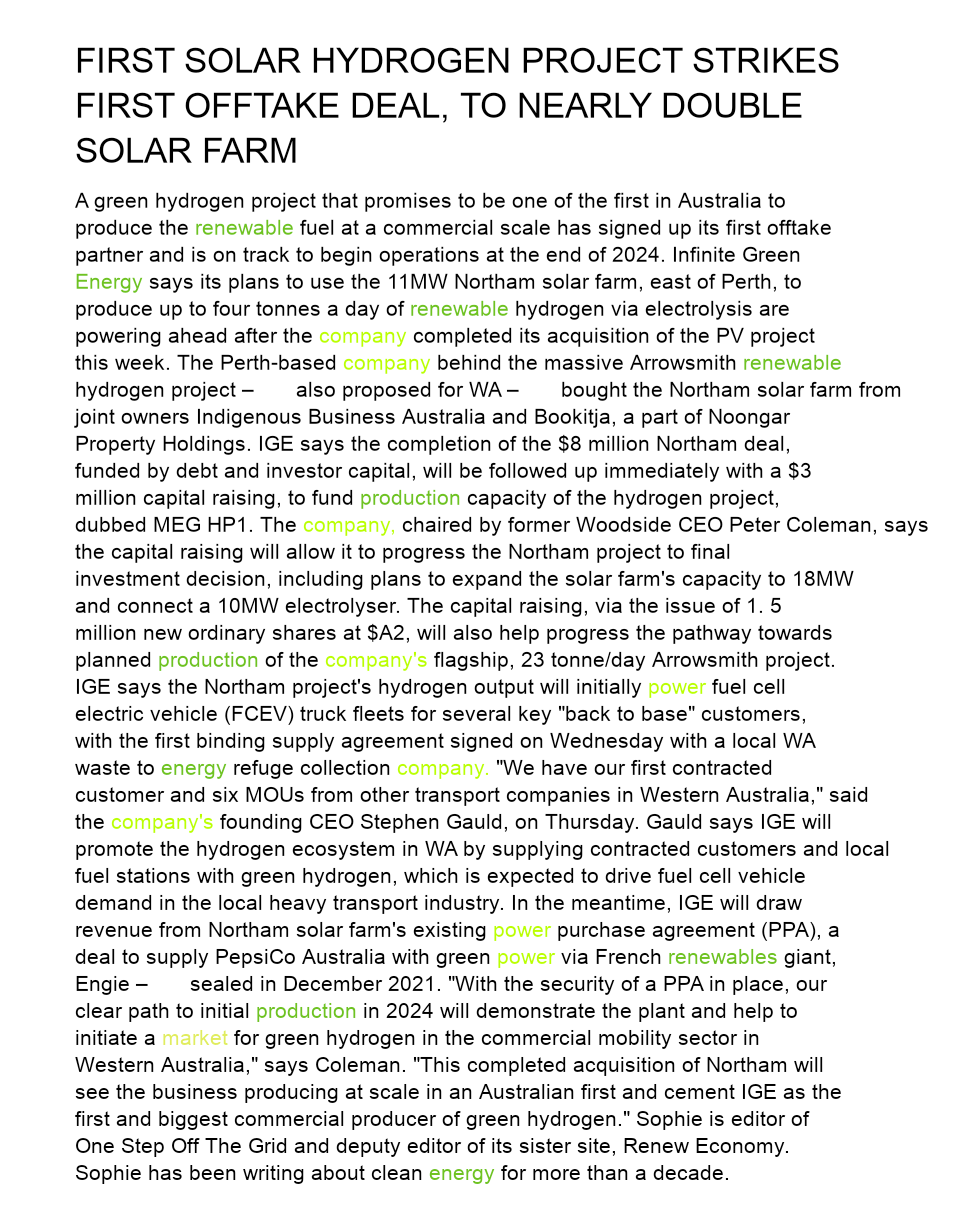 FIRST SOLAR HYDROGEN PROJECT STRIKES
FIRST OFFTAKE DEAL, TO NEARLY DOUBLE
SOLAR FARM
A green hydrogen project that promises to be one of the first in Australia to
produce the renewable fuel at a commercial scale has signed up its first offtake
partner and is on track to begin operations at the end of 2024. Infinite Green
Energy says its plans to use the 11MW Northam solar farm, east of Perth, to
produce up to four tonnes a day of renewable hydrogen via electrolysis are
powering ahead after the company completed its acquisition of the PV project
this week. The Perth-based company behind the massive Arrowsmith renewable
hydrogen project – also proposed for WA – bought the Northam solar farm from
joint owners Indigenous Business Australia and Bookitja, a part of Noongar
Property Holdings. IGE says the completion of the $8 million Northam deal,
funded by debt and investor capital, will be followed up immediately with a $3
million capital raising, to fund production capacity of the hydrogen project,
dubbed MEG HP1. The company, chaired by former Woodside CEO Peter Coleman, says
the capital raising will allow it to progress the Northam project to final
investment decision, including plans to expand the solar farm's capacity to 18MW
and connect a 10MW electrolyser. The capital raising, via the issue of 1. 5
million new ordinary shares at $A2, will also help progress the pathway towards
planned production of the company's flagship, 23 tonne/day Arrowsmith project.
IGE says the Northam project's hydrogen output will initially power fuel cell
electric vehicle (FCEV) truck fleets for several key "back to base" customers,
with the first binding supply agreement signed on Wednesday with a local WA
waste to energy refuge collection company. "We have our first contracted
customer and six MOUs from other transport companies in Western Australia," said
the company's founding CEO Stephen Gauld, on Thursday. Gauld says IGE will
promote the hydrogen ecosystem in WA by supplying contracted customers and local
fuel stations with green hydrogen, which is expected to drive fuel cell vehicle
demand in the local heavy transport industry. In the meantime, IGE will draw
revenue from Northam solar farm's existing power purchase agreement (PPA), a
deal to supply PepsiCo Australia with green power via French renewables giant,
Engie – sealed in December 2021. "With the security of a PPA in place, our
clear path to initial production in 2024 will demonstrate the plant and help to
initiate a market for green hydrogen in the commercial mobility sector in
Western Australia," says Coleman. "This completed acquisition of Northam will
see the business producing at scale in an Australian first and cement IGE as the
first and biggest commercial producer of green hydrogen." Sophie is editor of
One Step Off The Grid and deputy editor of its sister site, Renew Economy.
Sophie has been writing about clean energy for more than a decade.